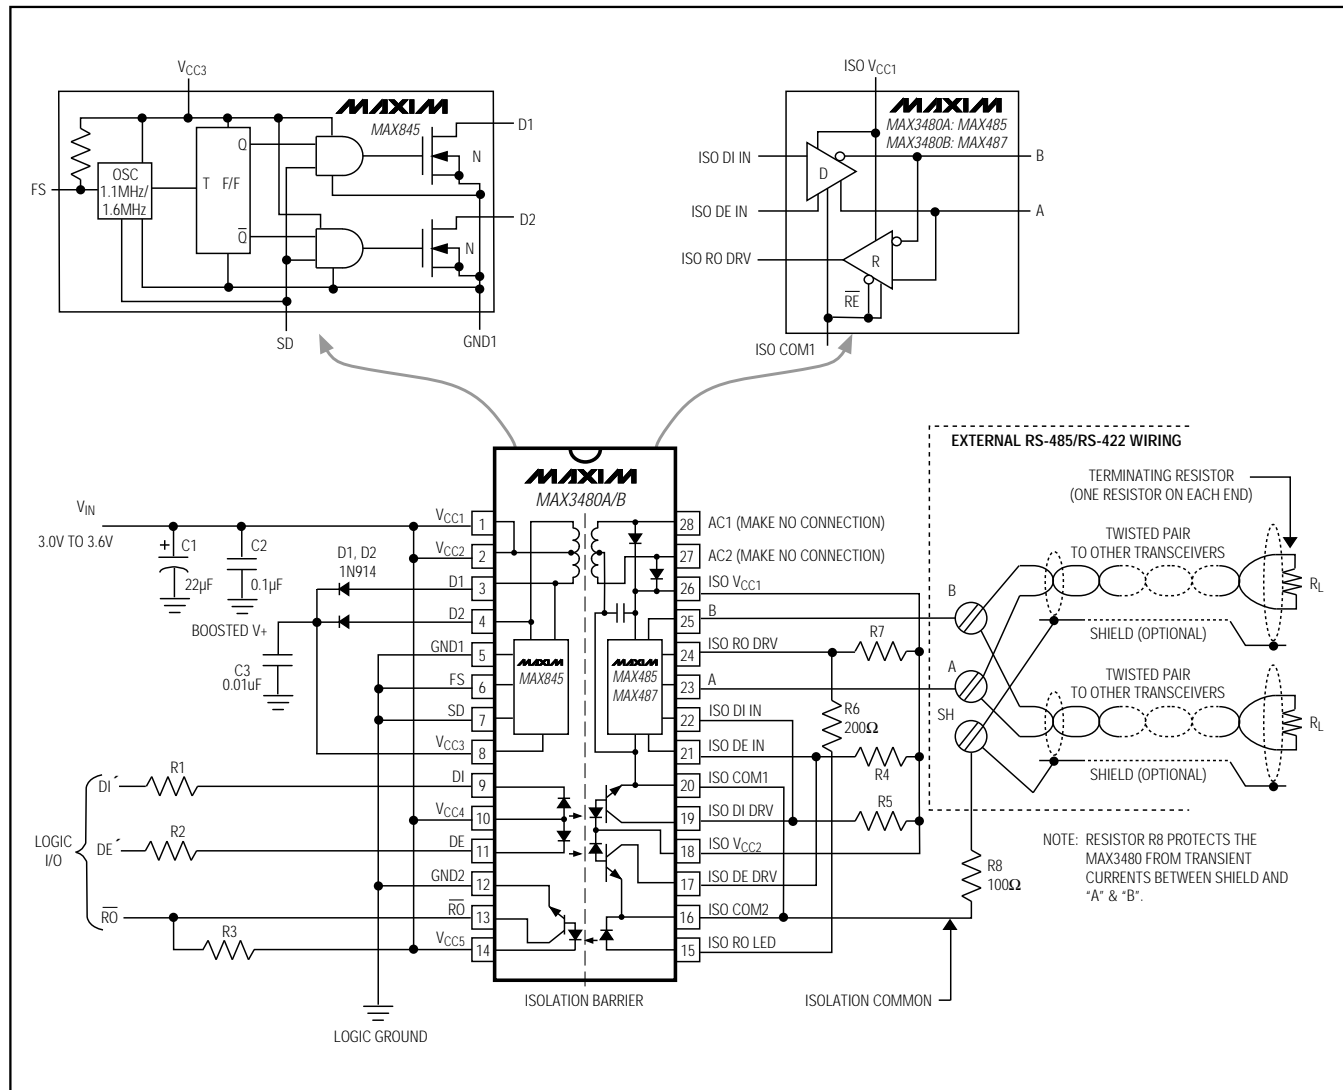 VCC3
MAXIM
MAX845
OSC
1.1MHz/
1.6MHz
FS
T F/F
Q
Q̅
N
N
D1
D2
SD
GND1
ISO VCC1
MAXIM
MAX3480A: MAX485
MAX3480B: MAX487
ISO DI IN
ISO DE IN
ISO RO DRV
D
R
R̅E̅
B
A
ISO COM1
MAXIM
MAX3480A/B
VIN
3.0V TO 3.6V
C1
22µF
C2
0.1µF
D1, D2
1N914
BOOSTED V+
C3
0.01uF
VCC1
1
VCC2
2
D1
3
D2
4
GND1
5
FS
6
SD
7
VCC3
8
DI
9
VCC4
10
DE
11
GND2
12
R̅O̅
13
VCC5
14
MAXIM
MAX845
MAXIM
MAX485
MAX487
28
AC1 (MAKE NO CONNECTION)
27
AC2 (MAKE NO CONNECTION)
26
ISO VCC1
25
B
24
ISO RO DRV
23
A
22
ISO DI IN
21
ISO DE IN
20
ISO COM1
19
ISO DI DRV
18
ISO VCC2
17
ISO DE DRV
16
ISO COM2
15
ISO RO LED
LOGIC
I/O
DI´
R1
DE´
R2
R̅O̅
R3
LOGIC GROUND
ISOLATION BARRIER
R7
R6
200Ω
R4
R5
R8
100Ω
ISOLATION COMMON
EXTERNAL RS-485/RS-422 WIRING
TERMINATING RESISTOR
(ONE RESISTOR ON EACH END)
TWISTED PAIR
TO OTHER TRANSCEIVERS
RL
B
SHIELD (OPTIONAL)
A
TWISTED PAIR
TO OTHER TRANSCEIVERS
SH
RL
SHIELD (OPTIONAL)
NOTE: RESISTOR R8 PROTECTS THE
MAX3480 FROM TRANSIENT
CURRENTS BETWEEN SHIELD AND
"A" & "B".